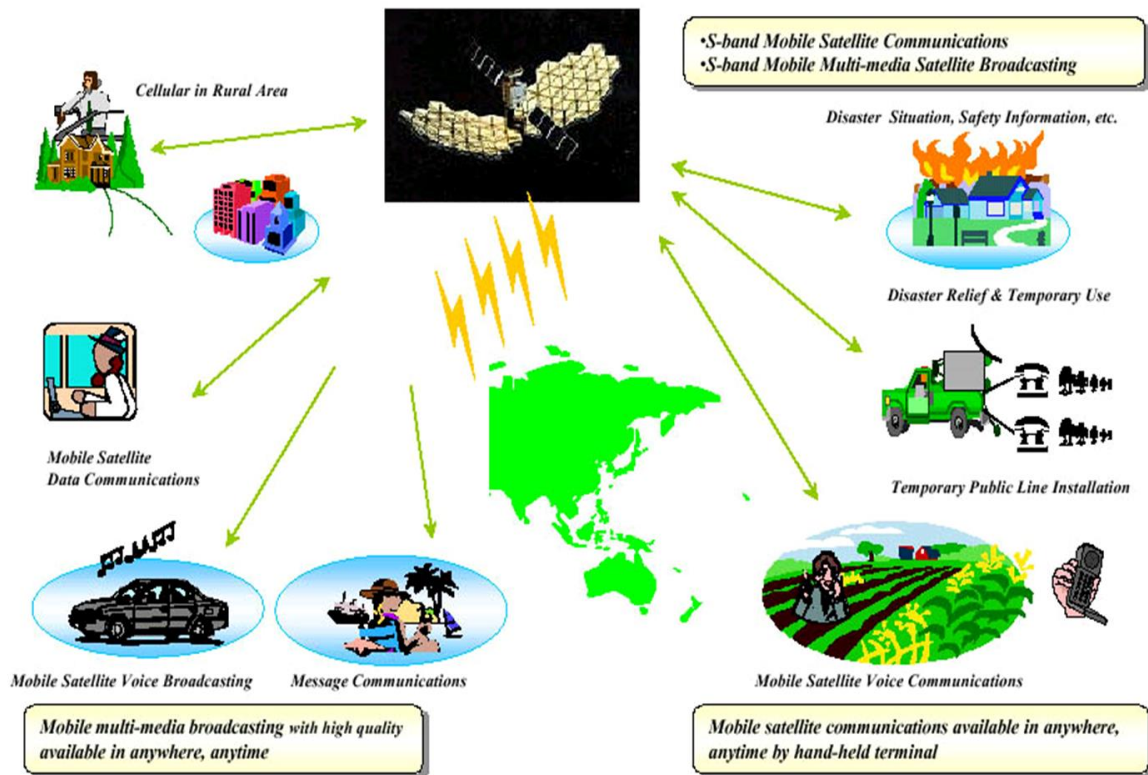 •S-band Mobile Satellite Communications
•S-band Mobile Multi-media Satellite Broadcasting
Cellular in Rural Area
Disaster Situation, Safety Information, etc.
Disaster Relief & Temporary Use
Mobile Satellite
Data Communications
Temporary Public Line Installation
Mobile Satellite Voice Broadcasting
Message Communications
Mobile Satellite Voice Communications
Mobile multi-media broadcasting with high quality
available in anywhere, anytime
Mobile satellite communications available in anywhere,
anytime by hand-held terminal